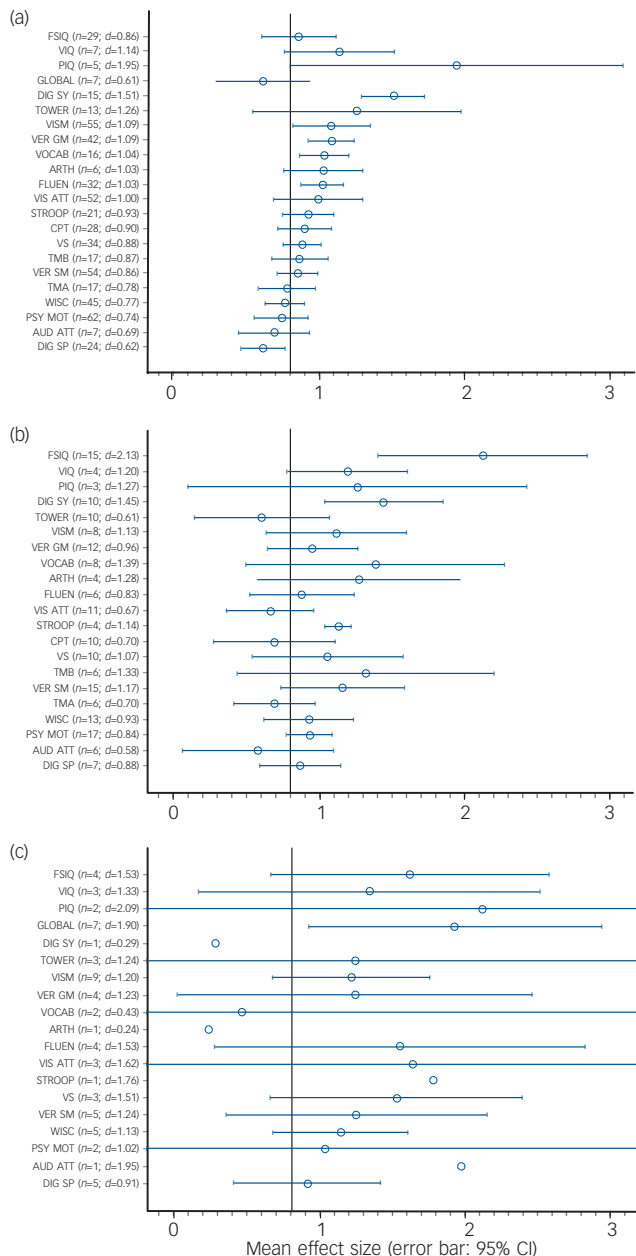 (a)
FSIQ (n=29; d=0.86)
VIQ (n=7; d=1.14)
PIQ (n=5; d=1.95)
GLOBAL (n=7; d=0.61)
DIG SY (n=15; d=1.51)
TOWER (n=13; d=1.26)
VISM (n=55; d=1.09)
VER GM (n=42; d=1.09)
VOCAB (n=16; d=1.04)
ARTH (n=6; d=1.03)
FLUEN (n=32; d=1.03)
VIS ATT (n=52; d=1.00)
STROOP (n=21; d=0.93)
CPT (n=28; d=0.90)
VS (n=34; d=0.88)
TMB (n=17; d=0.87)
VER SM (n=54; d=0.86)
TMA (n=17; d=0.78)
WISC (n=45; d=0.77)
PSY MOT (n=62; d=0.74)
AUD ATT (n=7; d=0.69)
DIG SP (n=24; d=0.62)
0 1 2 3
(b)
FSIQ (n=15; d=2.13)
VIQ (n=4; d=1.20)
PIQ (n=3; d=1.27)
DIG SY (n=10; d=1.45)
TOWER (n=10; d=0.61)
VISM (n=8; d=1.13)
VER GM (n=12; d=0.96)
VOCAB (n=8; d=1.39)
ARTH (n=4; d=1.28)
FLUEN (n=6; d=0.83)
VIS ATT (n=11; d=0.67)
STROOP (n=4; d=1.14)
CPT (n=10; d=0.70)
VS (n=10; d=1.07)
TMB (n=6; d=1.33)
VER SM (n=15; d=1.17)
TMA (n=6; d=0.70)
WISC (n=13; d=0.93)
PSY MOT (n=17; d=0.84)
AUD ATT (n=6; d=0.58)
DIG SP (n=7; d=0.88)
0 1 2 3
(c)
FSIQ (n=4; d=1.53)
VIQ (n=3; d=1.33)
PIQ (n=2; d=2.09)
GLOBAL (n=7; d=1.90)
DIG SY (n=1; d=0.29)
TOWER (n=3; d=1.24)
VISM (n=9; d=1.20)
VER GM (n=4; d=1.23)
VOCAB (n=2; d=0.43)
ARTH (n=1; d=0.24)
FLUEN (n=4; d=1.53)
VIS ATT (n=3; d=1.62)
STROOP (n=1; d=1.76)
VS (n=3; d=1.51)
VER SM (n=5; d=1.24)
WISC (n=5; d=1.13)
PSY MOT (n=2; d=1.02)
AUD ATT (n=1; d=1.95)
DIG SP (n=5; d=0.91)
0 1 2 3
Mean effect size (error bar: 95% CI)